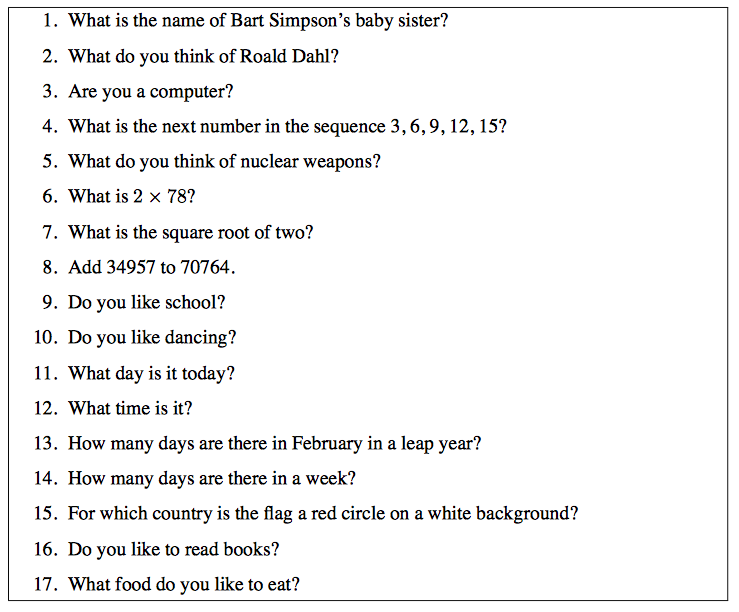 1. What is the name of Bart Simpson’s baby sister?
2. What do you think of Roald Dahl?
3. Are you a computer?
4. What is the next number in the sequence 3, 6, 9, 12, 15?
5. What do you think of nuclear weapons?
6. What is 2 × 78?
7. What is the square root of two?
8. Add 34957 to 70764.
9. Do you like school?
10. Do you like dancing?
11. What day is it today?
12. What time is it?
13. How many days are there in February in a leap year?
14. How many days are there in a week?
15. For which country is the flag a red circle on a white background?
16. Do you like to read books?
17. What food do you like to eat?